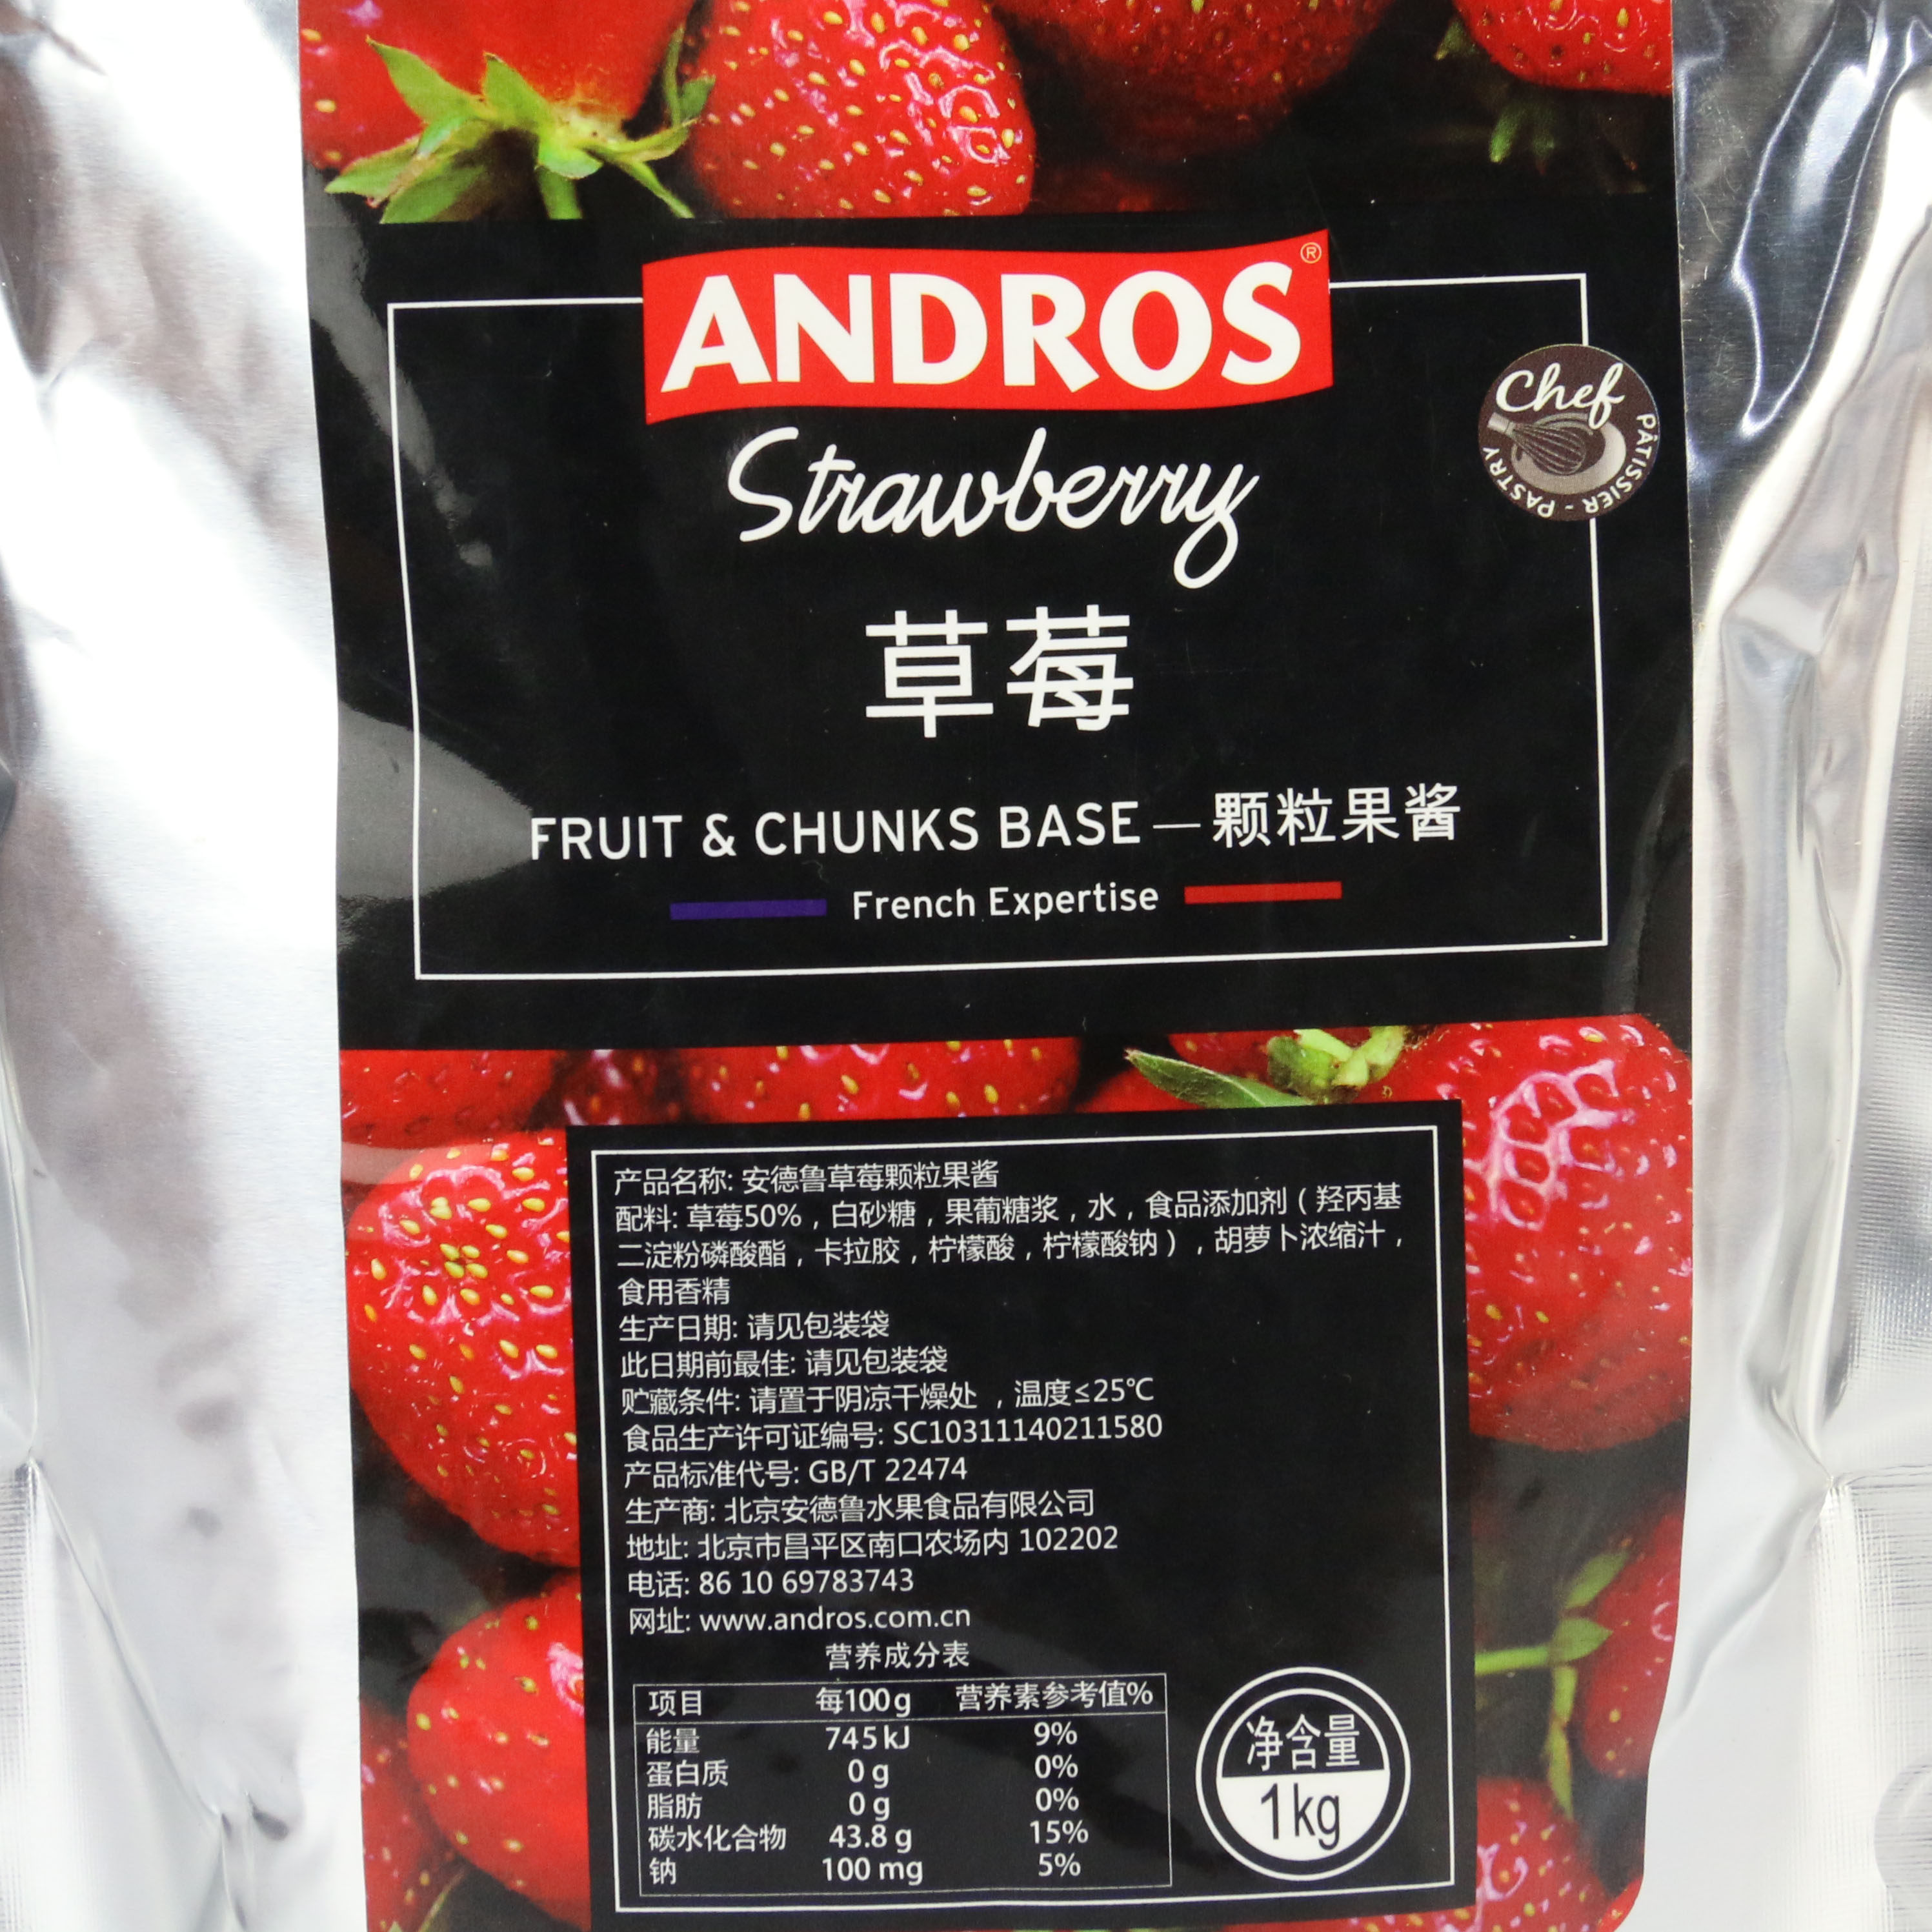 ANDROS®
Strawberry
Chef
PÂTISSIER - PASTRY
草莓
FRUIT & CHUNKS BASE — 颗粒果酱
French Expertise
产品名称: 安德鲁草莓颗粒果酱
配料: 草莓50%，白砂糖，果葡糖浆，水，食品添加剂（羟丙基
二淀粉磷酸酯，卡拉胶，柠檬酸，柠檬酸钠），胡萝卜浓缩汁，
食用香精
生产日期: 请见包装袋
此日期前最佳: 请见包装袋
贮藏条件: 请置于阴凉干燥处 ，温度≤25℃
食品生产许可证编号: SC10311140211580
产品标准代号: GB/T 22474
生产商: 北京安德鲁水果食品有限公司
地址: 北京市昌平区南口农场内 102202
电话: 86 10 69783743
网址: www.andros.com.cn
营养成分表
项目 每100g 营养素参考值%
能量 745 kJ 9%
蛋白质 0 g 0%
脂肪 0 g 0%
碳水化合物 43.8 g 15%
钠 100 mg 5%
净含量
1kg